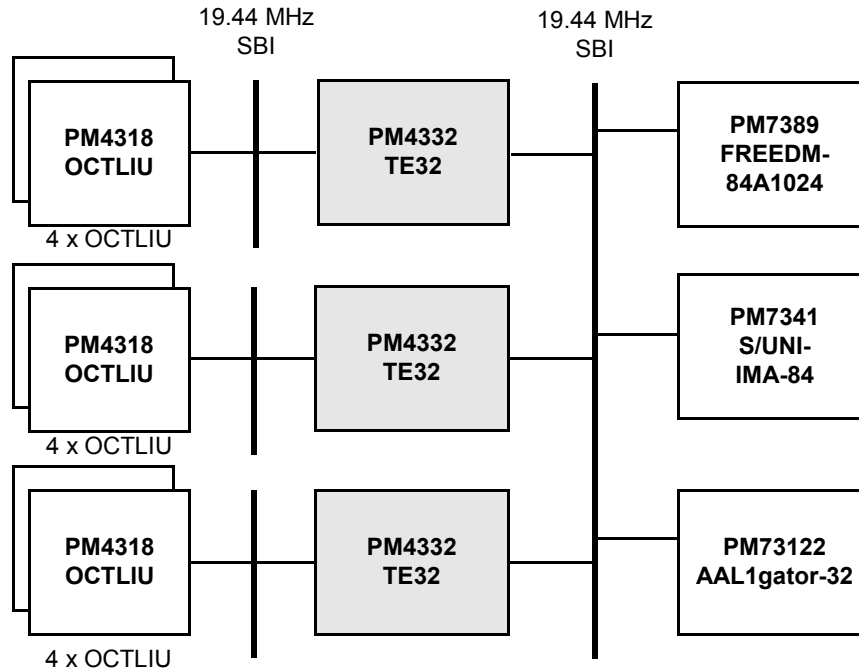 19.44 MHz
SBI
19.44 MHz
SBI
PM4318
OCTLIU
4 x OCTLIU
PM4332
TE32
PM7389
FREEDM-
84A1024
PM4318
OCTLIU
4 x OCTLIU
PM4332
TE32
PM7341
S/UNI-
IMA-84
PM4318
OCTLIU
4 x OCTLIU
PM4332
TE32
PM73122
AAL1gator-32